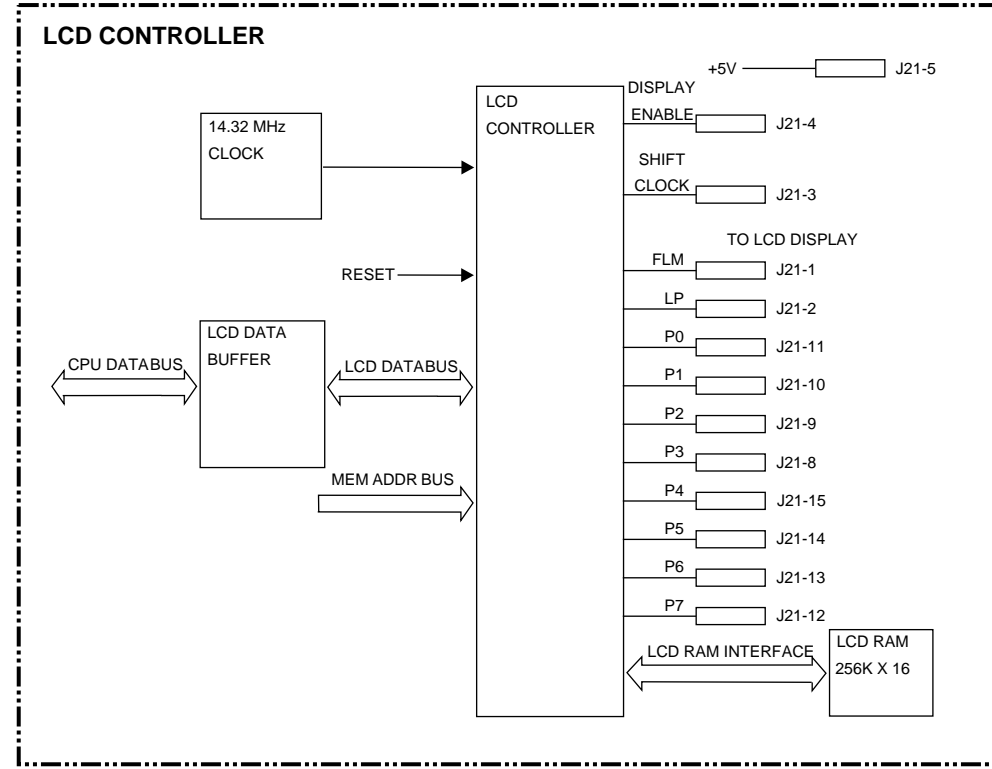 LCD CONTROLLER
+5V J21-5
LCD
CONTROLLER
DISPLAY
ENABLE J21-4
14.32 MHz
CLOCK
SHIFT
CLOCK J21-3
TO LCD DISPLAY
RESET
FLM J21-1
LP J21-2
LCD DATA
BUFFER
CPU DATABUS
LCD DATABUS
MEM ADDR BUS
P0 J21-11
P1 J21-10
P2 J21-9
P3 J21-8
P4 J21-15
P5 J21-14
P6 J21-13
P7 J21-12
LCD RAM INTERFACE
LCD RAM
256K X 16